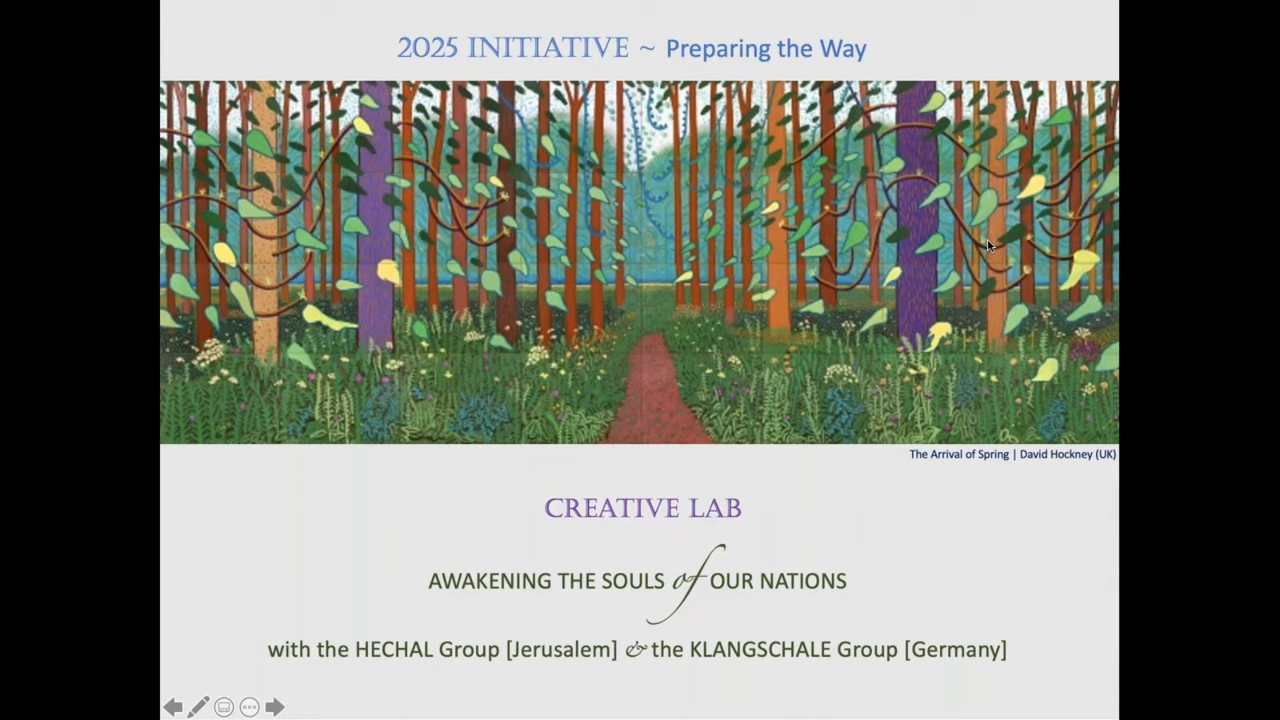 2025 INITIATIVE ~ Preparing the Way
The Arrival of Spring | David Hockney (UK)
CREATIVE LAB
AWAKENING THE SOULS of OUR NATIONS
with the HECHAL Group [Jerusalem] & the KLANGSCHALE Group [Germany]